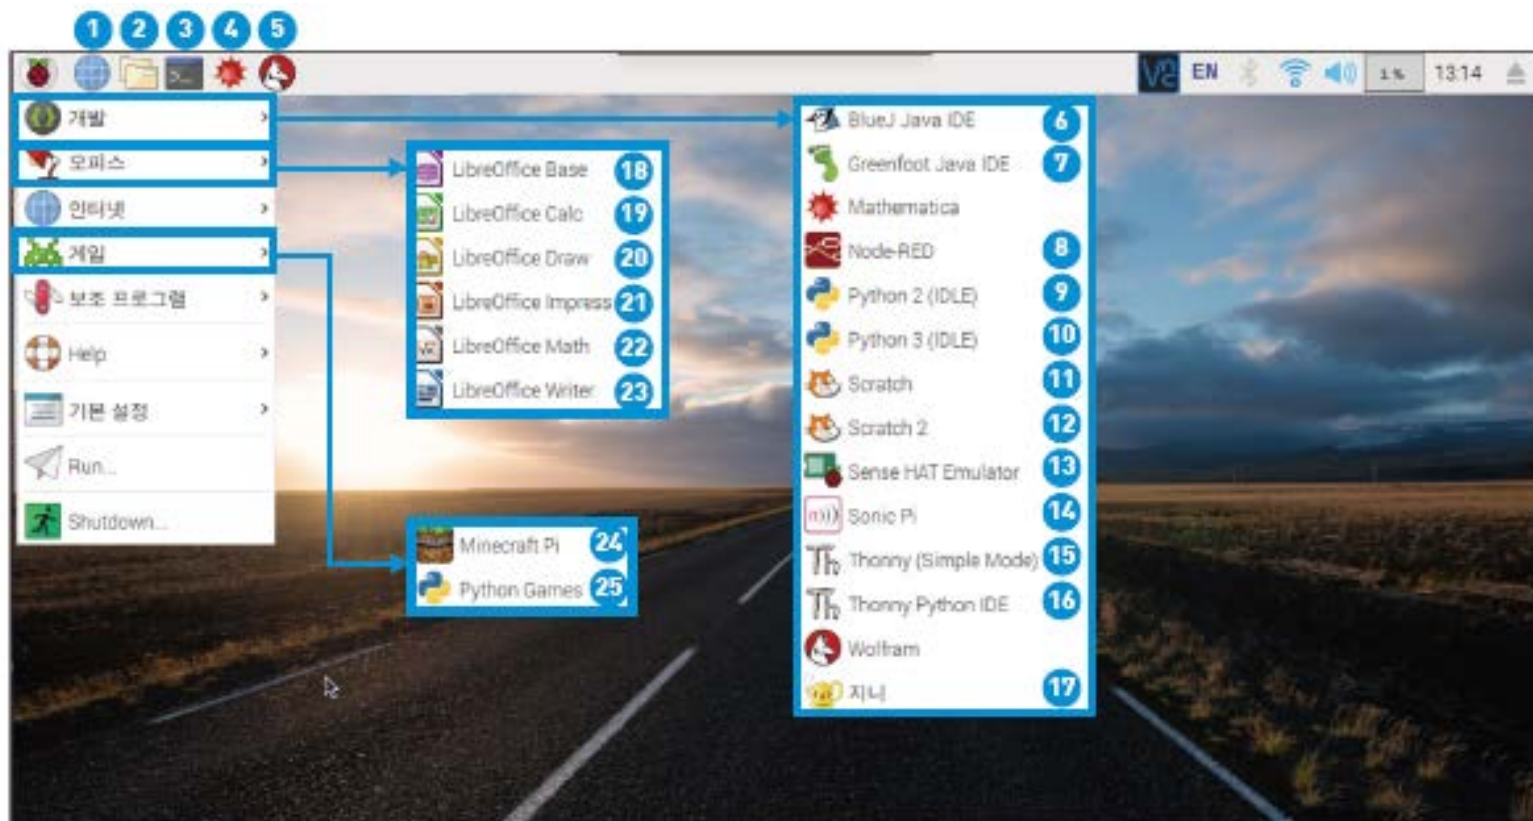 1 2 3 4 5
EN 1 % 13:14
개발
오피스
인터넷
게임
보조 프로그램
Help
기본 설정
Run...
Shutdown...
LibreOffice Base 18
LibreOffice Calc 19
LibreOffice Draw 20
LibreOffice Impress 21
LibreOffice Math 22
LibreOffice Writer 23
Minecraft Pi 24
Python Games 25
BlueJ Java IDE 6
Greenfoot Java IDE 7
Mathematica
Node-RED 8
Python 2 (IDLE) 9
Python 3 (IDLE) 10
Scratch 11
Scratch 2 12
Sense HAT Emulator 13
Sonic Pi 14
Thonny (Simple Mode) 15
Thonny Python IDE 16
Wolfram
지니 17